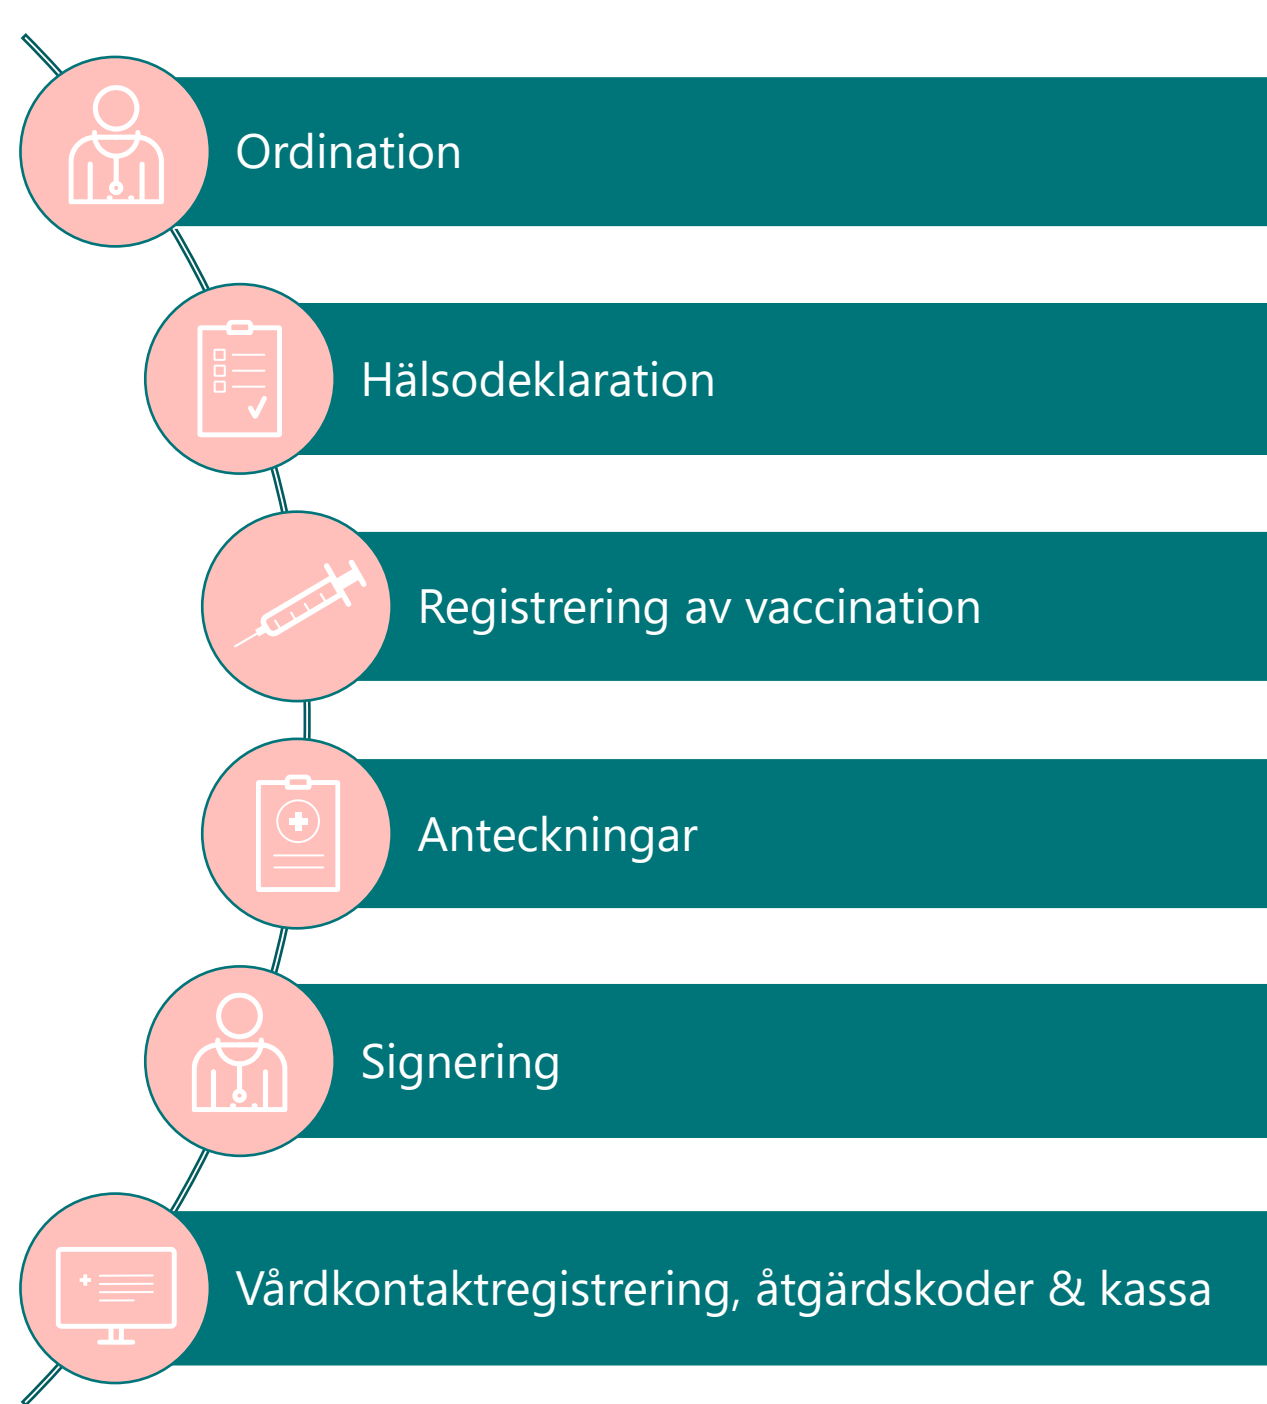 Ordination
Hälsodeklaration
Registrering av vaccination
Anteckningar
Signering
Vårdkontaktregistrering, åtgärdskoder & kassa